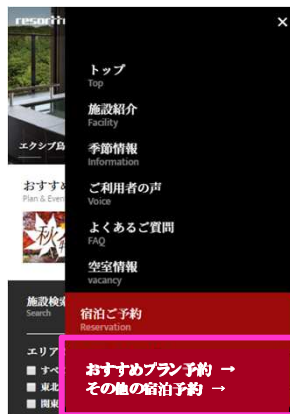 resorttr
×
トップ
Top
施設紹介
Facility
季節情報
Information
ご利用者の声
Voice
よくあるご質問
FAQ
空室情報
vacancy
宿泊ご予約
Reservation
おすすめプラン予約 →
その他の宿泊予約 →
エクシブ鳥
おすすめ
Plan & Even
秋
施設検索
Search
エリア
すべ
東北
関東